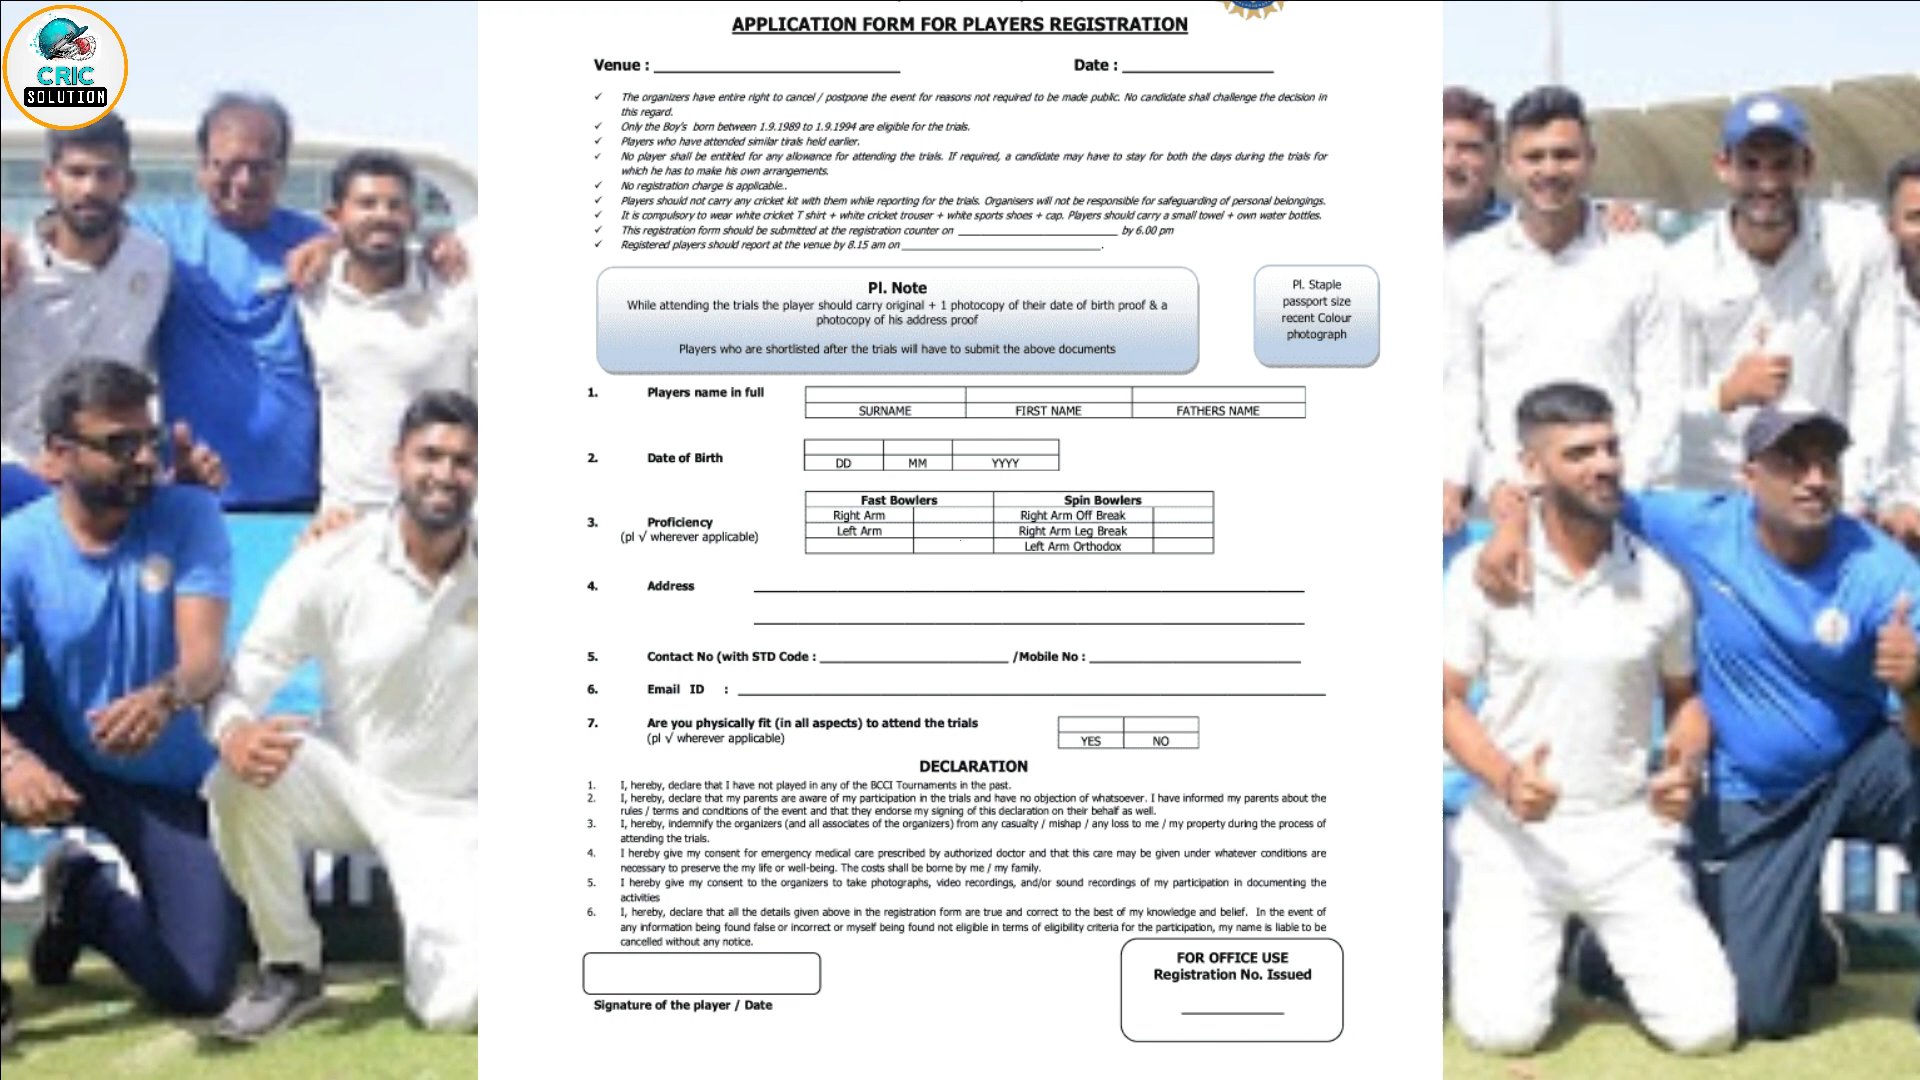 CRIC
SOLUTION
APPLICATION FORM FOR PLAYERS REGISTRATION
Venue : ____________________ Date : ____________________
✓ The organizers have entire right to cancel / postpone the event for reasons not required to be made public. No candidate shall challenge the decision in
this regard.
✓ Only the Boy's born between 1.9.1989 to 1.9.1994 are eligible for the trials.
✓ Players who have attended similar tirals held earlier.
✓ No player shall be entitled for any allowance for attending the trials. If required, a candidate may have to stay for both the days during the trials for
which he has to make his own arrangements.
✓ No registration charge is applicable..
✓ Players should not carry any cricket kit with them while reporting for the trials. Organisers will not be responsible for safeguarding of personal belongings.
✓ It is compulsory to wear white cricket T shirt + white cricket trouser + white sports shoes + cap. Players should carry a small towel + own water bottles.
✓ This registration form should be submitted at the registration counter on ____________________ by 6.00 pm
✓ Registered players should report at the venue by 8.15 am on ____________________.
Pl. Note
While attending the trials the player should carry original + 1 photocopy of their date of birth proof & a
photocopy of his address proof
Players who are shortlisted after the trials will have to submit the above documents
Pl. Staple
passport size
recent Colour
photograph
1. Players name in full
SURNAME FIRST NAME FATHERS NAME
2. Date of Birth
DD MM YYYY
3. Proficiency
(pl √ wherever applicable)
Fast Bowlers Spin Bowlers
Right Arm Right Arm Off Break
Left Arm Right Arm Leg Break
Left Arm Orthodox
4. Address ____________________
____________________
5. Contact No (with STD Code : ____________________ /Mobile No : ____________________
6. Email ID : ____________________
7. Are you physically fit (in all aspects) to attend the trials
(pl √ wherever applicable)
YES NO
DECLARATION
1. I, hereby, declare that I have not played in any of the BCCI Tournaments in the past.
2. I, hereby, declare that my parents are aware of my participation in the trials and have no objection of whatsoever. I have informed my parents about the
rules / terms and conditions of the event and that they endorse my signing of this declaration on their behalf as well.
3. I, hereby, indemnify the organizers (and all associates of the organizers) from any casualty / mishap / any loss to me / my property during the process of
attending the trials.
4. I hereby give my consent for emergency medical care prescribed by authorized doctor and that this care may be given under whatever conditions are
necessary to preserve the my life or well-being. The costs shall be borne by me / my family.
5. I hereby give my consent to the organizers to take photographs, video recordings, and/or sound recordings of my participation in documenting the
activities
6. I, hereby, declare that all the details given above in the registration form are true and correct to the best of my knowledge and belief. In the event of
any information being found false or incorrect or myself being found not eligible in terms of eligibility criteria for the participation, my name is liable to be
cancelled without any notice.
Signature of the player / Date
FOR OFFICE USE
Registration No. Issued
____________________